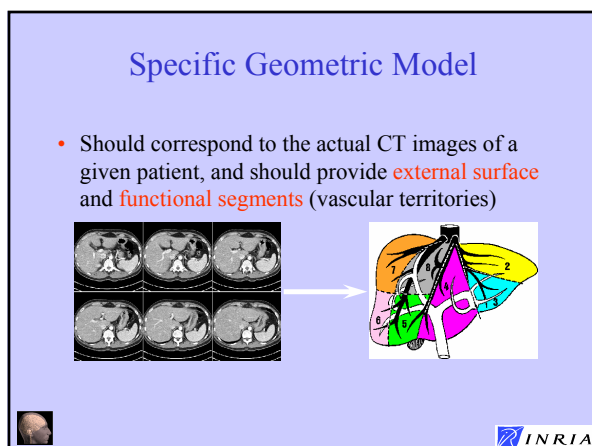 Specific Geometric Model
• Should correspond to the actual CT images of a
given patient, and should provide external surface
and functional segments (vascular territories)
7
8
2
4
3
1
6
5
INRIA